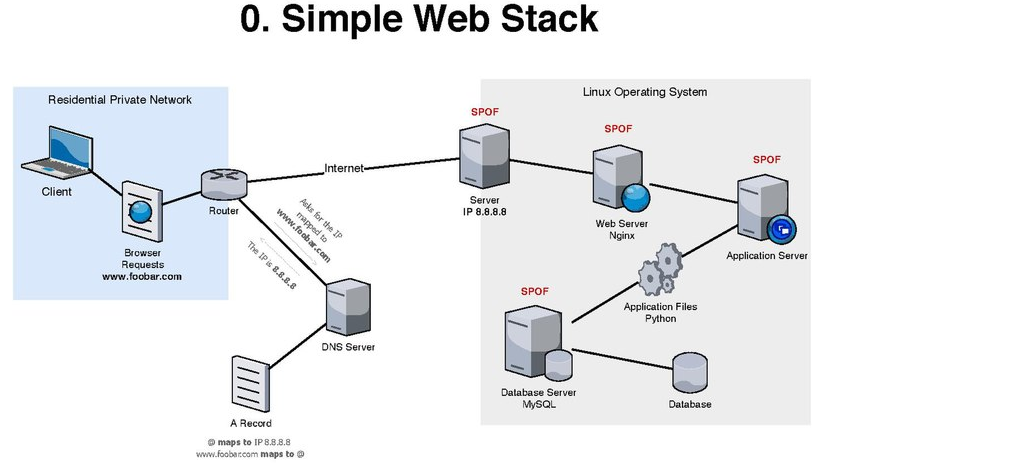 0. Simple Web Stack
Residential Private Network
Client
Browser
Requests
www.foobar.com
Router
Internet
Asks for the IP
mapped to
www.foobar.com
The IP is 8.8.8.8
DNS Server
A Record
@ maps to IP 8.8.8.8
www.foobar.com maps to @
Linux Operating System
SPOF
Server
IP 8.8.8.8
SPOF
Web Server
Nginx
SPOF
Application Server
Application Files
Python
SPOF
Database Server
MySQL
Database